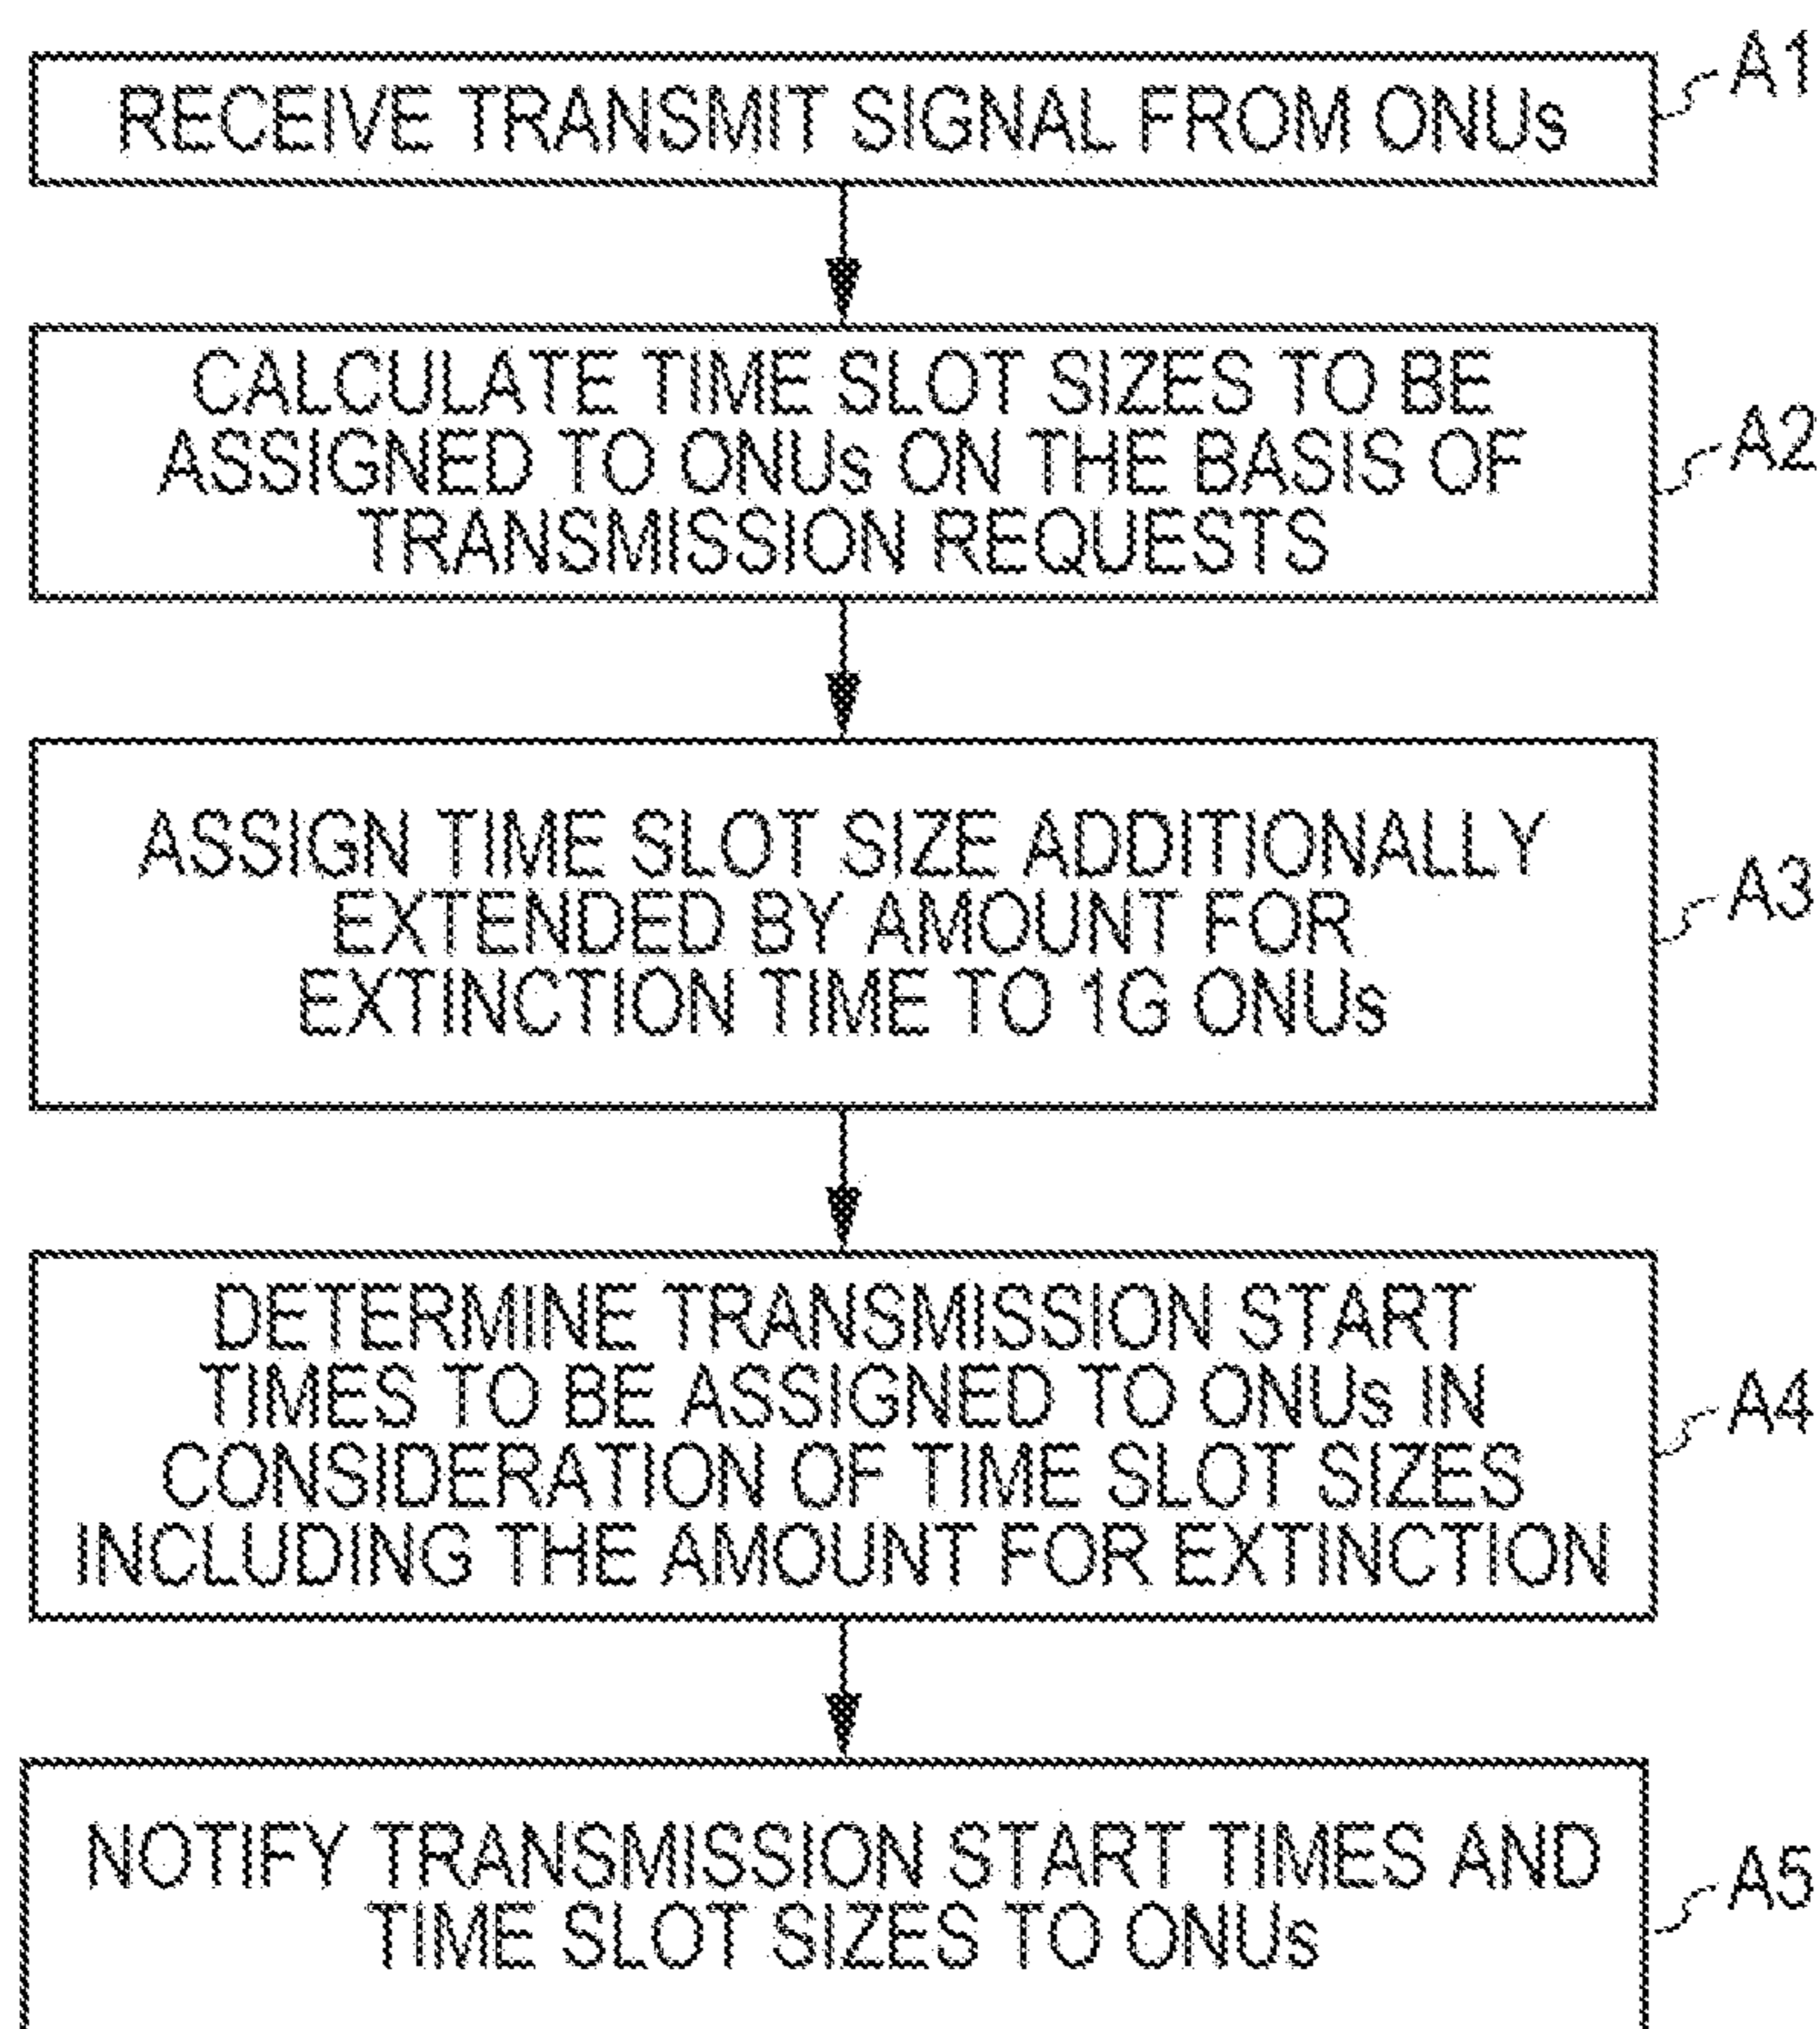 RECEIVE TRANSMIT SIGNAL FROM ONUs
A1
CALCULATE TIME SLOT SIZES TO BE
ASSIGNED TO ONUs ON THE BASIS OF
TRANSMISSION REQUESTS
A2
ASSIGN TIME SLOT SIZE ADDITIONALLY
EXTENDED BY AMOUNT FOR
EXTINCTION TIME TO 1G ONUs
A3
DETERMINE TRANSMISSION START
TIMES TO BE ASSIGNED TO ONUs IN
CONSIDERATION OF TIME SLOT SIZES
INCLUDING THE AMOUNT FOR EXTINCTION
A4
NOTIFY TRANSMISSION START TIMES AND
TIME SLOT SIZES TO ONUs
A5